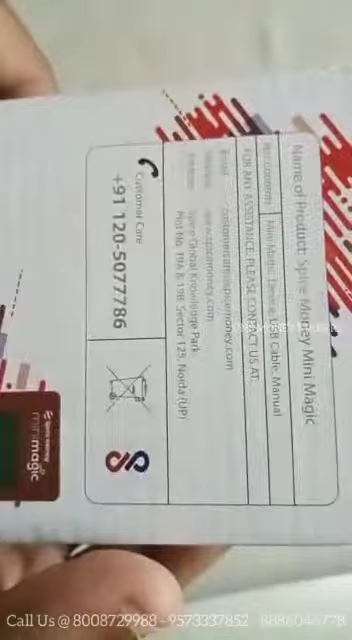 Name of Product: Spice Money Mini Magic
Box contents Mini Magic Device, USB Cable, Manual
FOR ANY ASSISTANCE PLEASE CONTACT US AT:
Email customercare@spicemoney.com
www.spicemoney.com
Spice Global Knowledge Park
Plot No. 19A & 19B, Sector 125, Noida (UP)
Customer Care
+91 120-5077786
spice money
mini magic
Call Us @ 8008729988 - 9573337852 - 8886046778